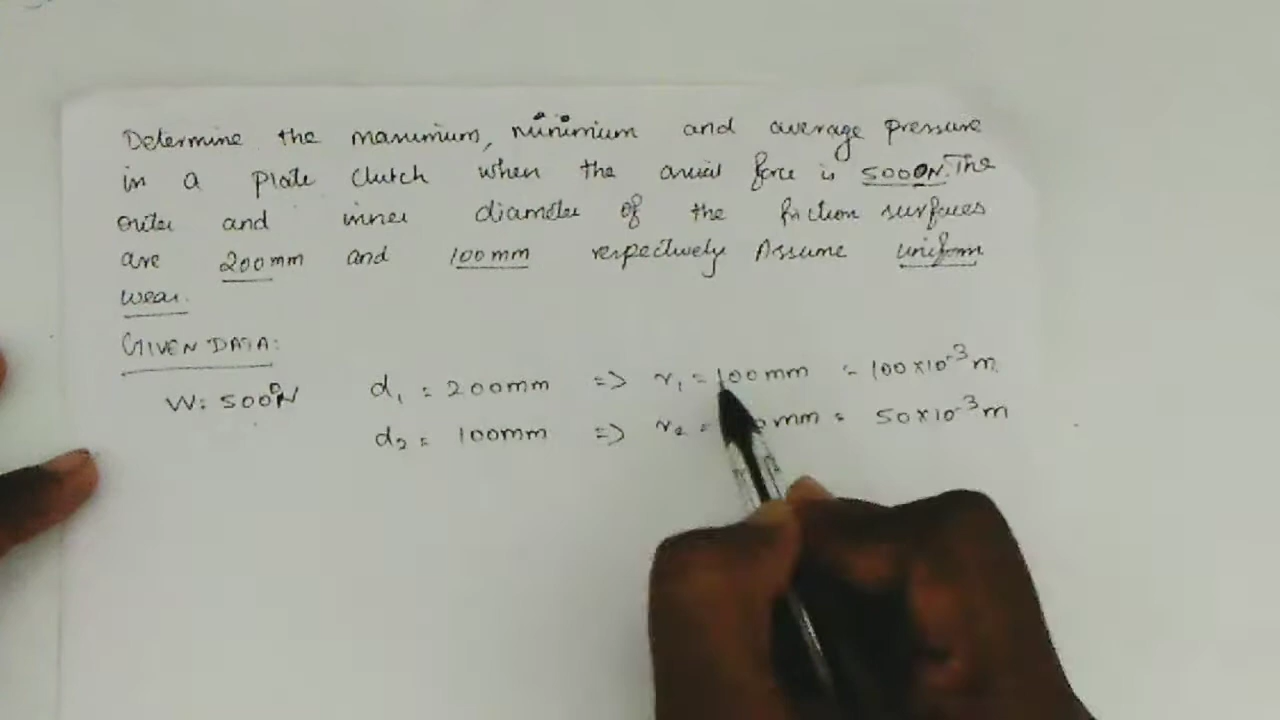 Determine the maximum, minimum and average pressure
in a plate clutch when the axial force is 5000N. The
outer and inner diameter of the friction surfaces
are 200mm and 100mm respectively Assume uniform
wear.
GIVEN DATA:
W: 5000N d₁ = 200mm => r₁ = 100mm = 100x10⁻³m
d₂ = 100mm => r₂ = mm = 50x10⁻³m